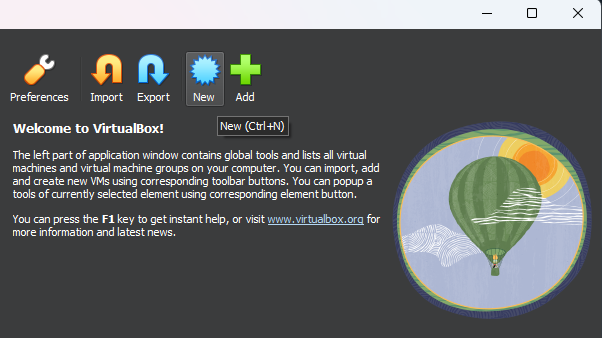 Preferences Import Export New Add
New (Ctrl+N)
Welcome to VirtualBox!
The left part of application window contains global tools and lists all virtual
machines and virtual machine groups on your computer. You can import, add
and create new VMs using corresponding toolbar buttons. You can popup a
tools of currently selected element using corresponding element button.
You can press the F1 key to get instant help, or visit www.virtualbox.org for
more information and latest news.